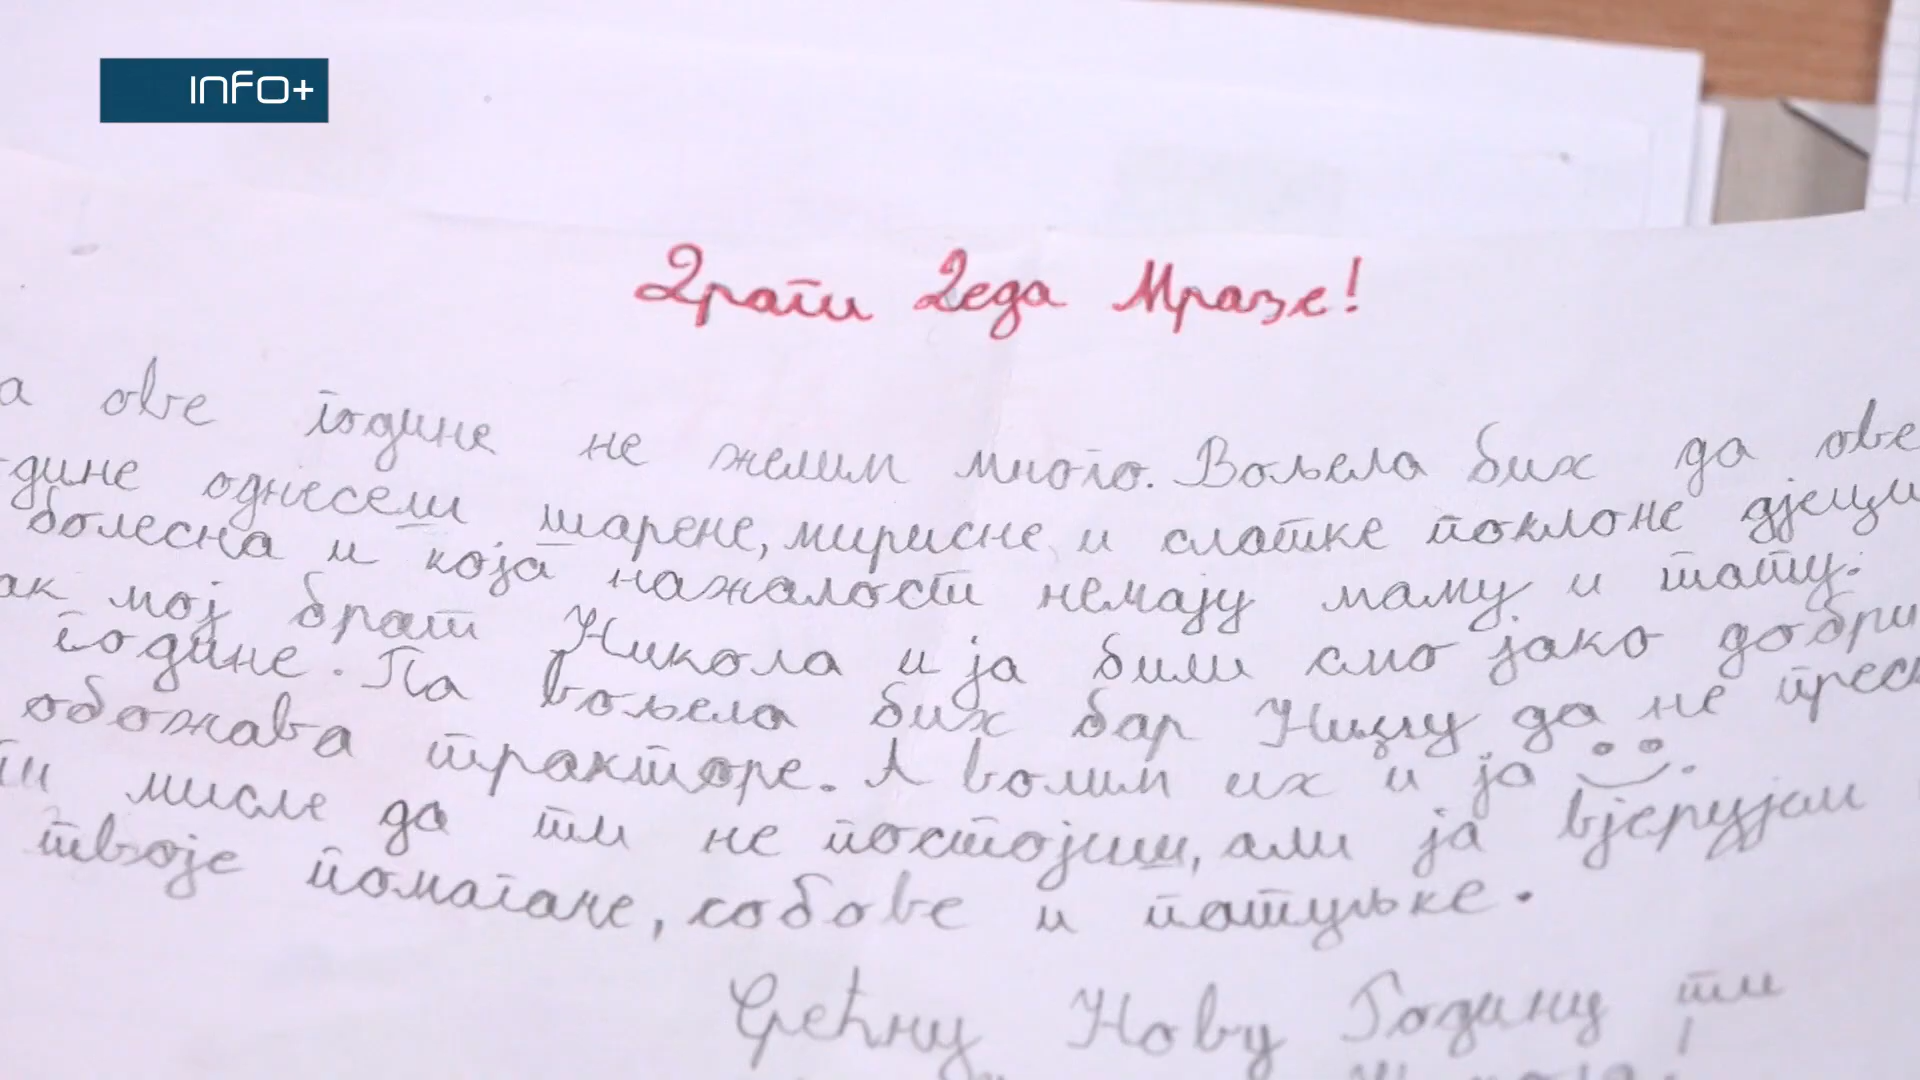 INFO+
Драги Деда Мразе!
ове године не желим много. Вољела бих да ове
дине однесеш шарене, мирисне и слатке поклоне дјеци
болесна и која нажалост немају маму и тату.
ак мој брат Никола и ја били смо јако добри
године. Па вољела бих бар Ницу да не
обожава тракторе. А волим их и ја
мисле да ти не постојиш, али ја вјерујем
твоје помагаче, собове и патуљке.
Срећну Нову Годину ти